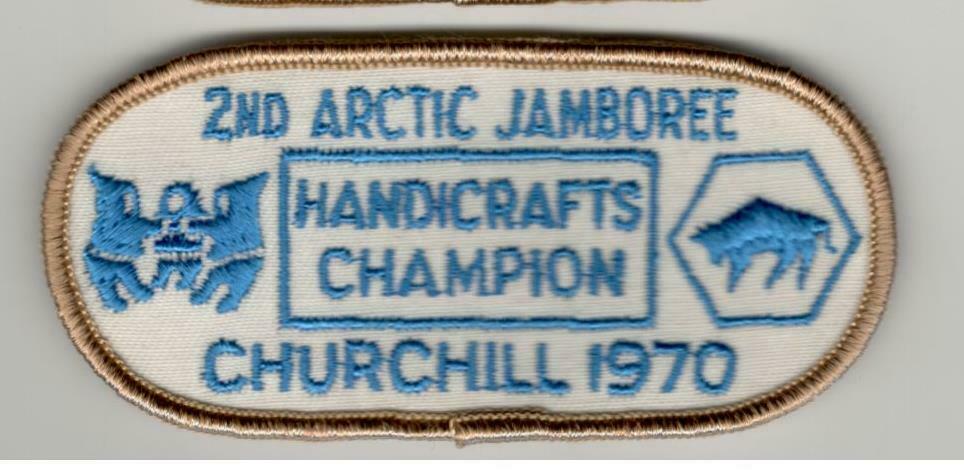 2ND ARCTIC JAMBOREE
HANDICRAFTS
CHAMPION
CHURCHILL 1970